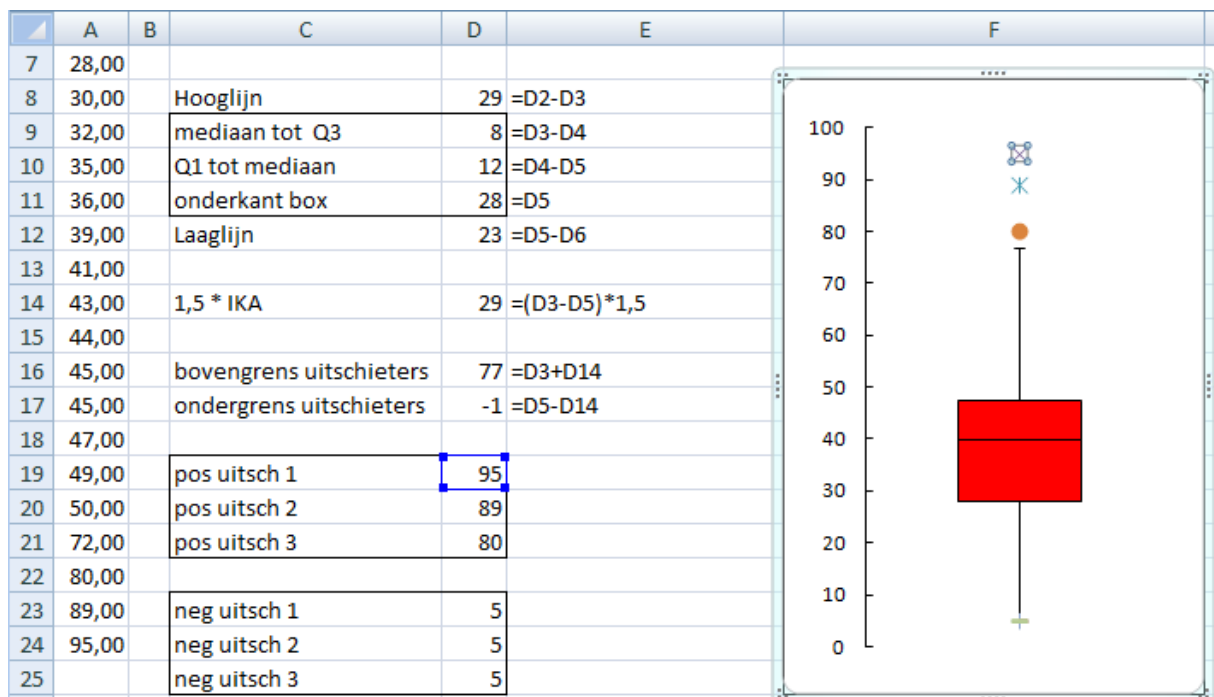 A B C D E F
7 28,00
8 30,00 Hooglijn 29 =D2-D3
9 32,00 mediaan tot Q3 8 =D3-D4
10 35,00 Q1 tot mediaan 12 =D4-D5
11 36,00 onderkant box 28 =D5
12 39,00 Laaglijn 23 =D5-D6
13 41,00
14 43,00 1,5 * IKA 29 =(D3-D5)*1,5
15 44,00
16 45,00 bovengrens uitschieters 77 =D3+D14
17 45,00 ondergrens uitschieters -1 =D5-D14
18 47,00
19 49,00 pos uitsch 1 95
20 50,00 pos uitsch 2 89
21 72,00 pos uitsch 3 80
22 80,00
23 89,00 neg uitsch 1 5
24 95,00 neg uitsch 2 5
25 neg uitsch 3 5
100
90
80
70
60
50
40
30
20
10
0